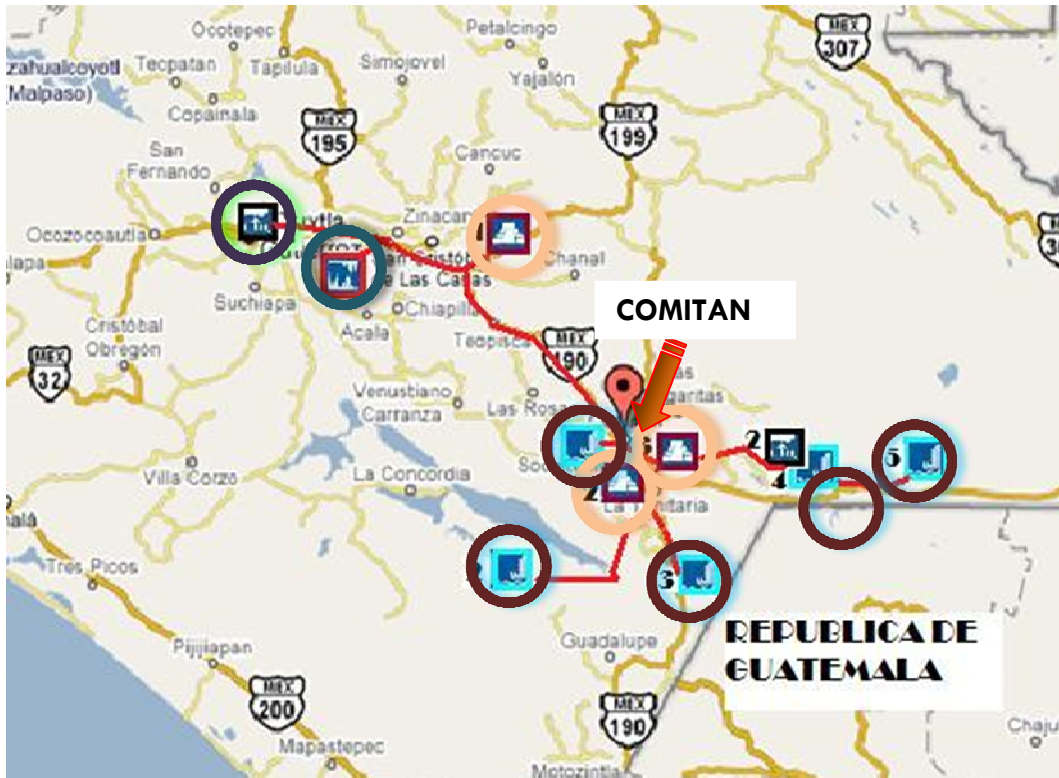 Ocotepec
Petalcingo
MEX
307
zahualcoyotl
(Malpaso)
Tecpatan
Tapilula
Simojovel
Yajalón
Copainala
MEX
195
MEX
199
San
Fernando
Cancuc
Ocozocoautla
Zinacan
Chanal
de Las Casas
Suchiapa
Chiapilla
Acala
COMITAN
Cristóbal
Obregón
Teopisca
MEX
190
MEX
32
Venustiano
Carranza
Las Rosas
garitas
2
5
4
Villa Corzo
La Concordia
2
La Trinitaria
Tres Picos
3
Guadalupe
REPUBLICA DE
GUATEMALA
Pijijiapan
MEX
200
MEX
190
Mapastepec
Motozintla
Chaju